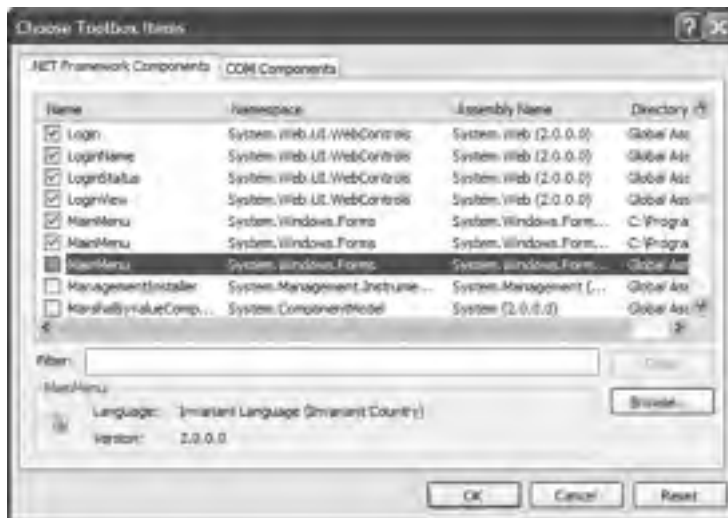 Choose Toolbox Items
.NET Framework Components COM Components
Name Namespace Assembly Name Directory
Login System.Web.UI.WebControls System.Web (2.0.0.0) Global Ass
LoginName System.Web.UI.WebControls System.Web (2.0.0.0) Global Ass
LoginStatus System.Web.UI.WebControls System.Web (2.0.0.0) Global Ass
LoginView System.Web.UI.WebControls System.Web (2.0.0.0) Global Ass
MainMenu System.Windows.Forms System.Windows.Form... C:\Progra
MainMenu System.Windows.Forms System.Windows.Form... C:\Progra
MainMenu System.Windows.Forms System.Windows.Form... Global Ass
ManagementInstaller System.Management.Instrume... System.Management (... Global Ass
MarshalByValueComp... System.ComponentModel System (2.0.0.0) Global Ass
Filter:
MainMenu
Language: Invariant Language (Invariant Country)
Browse...
Version: 2.0.0.0
OK Cancel Reset